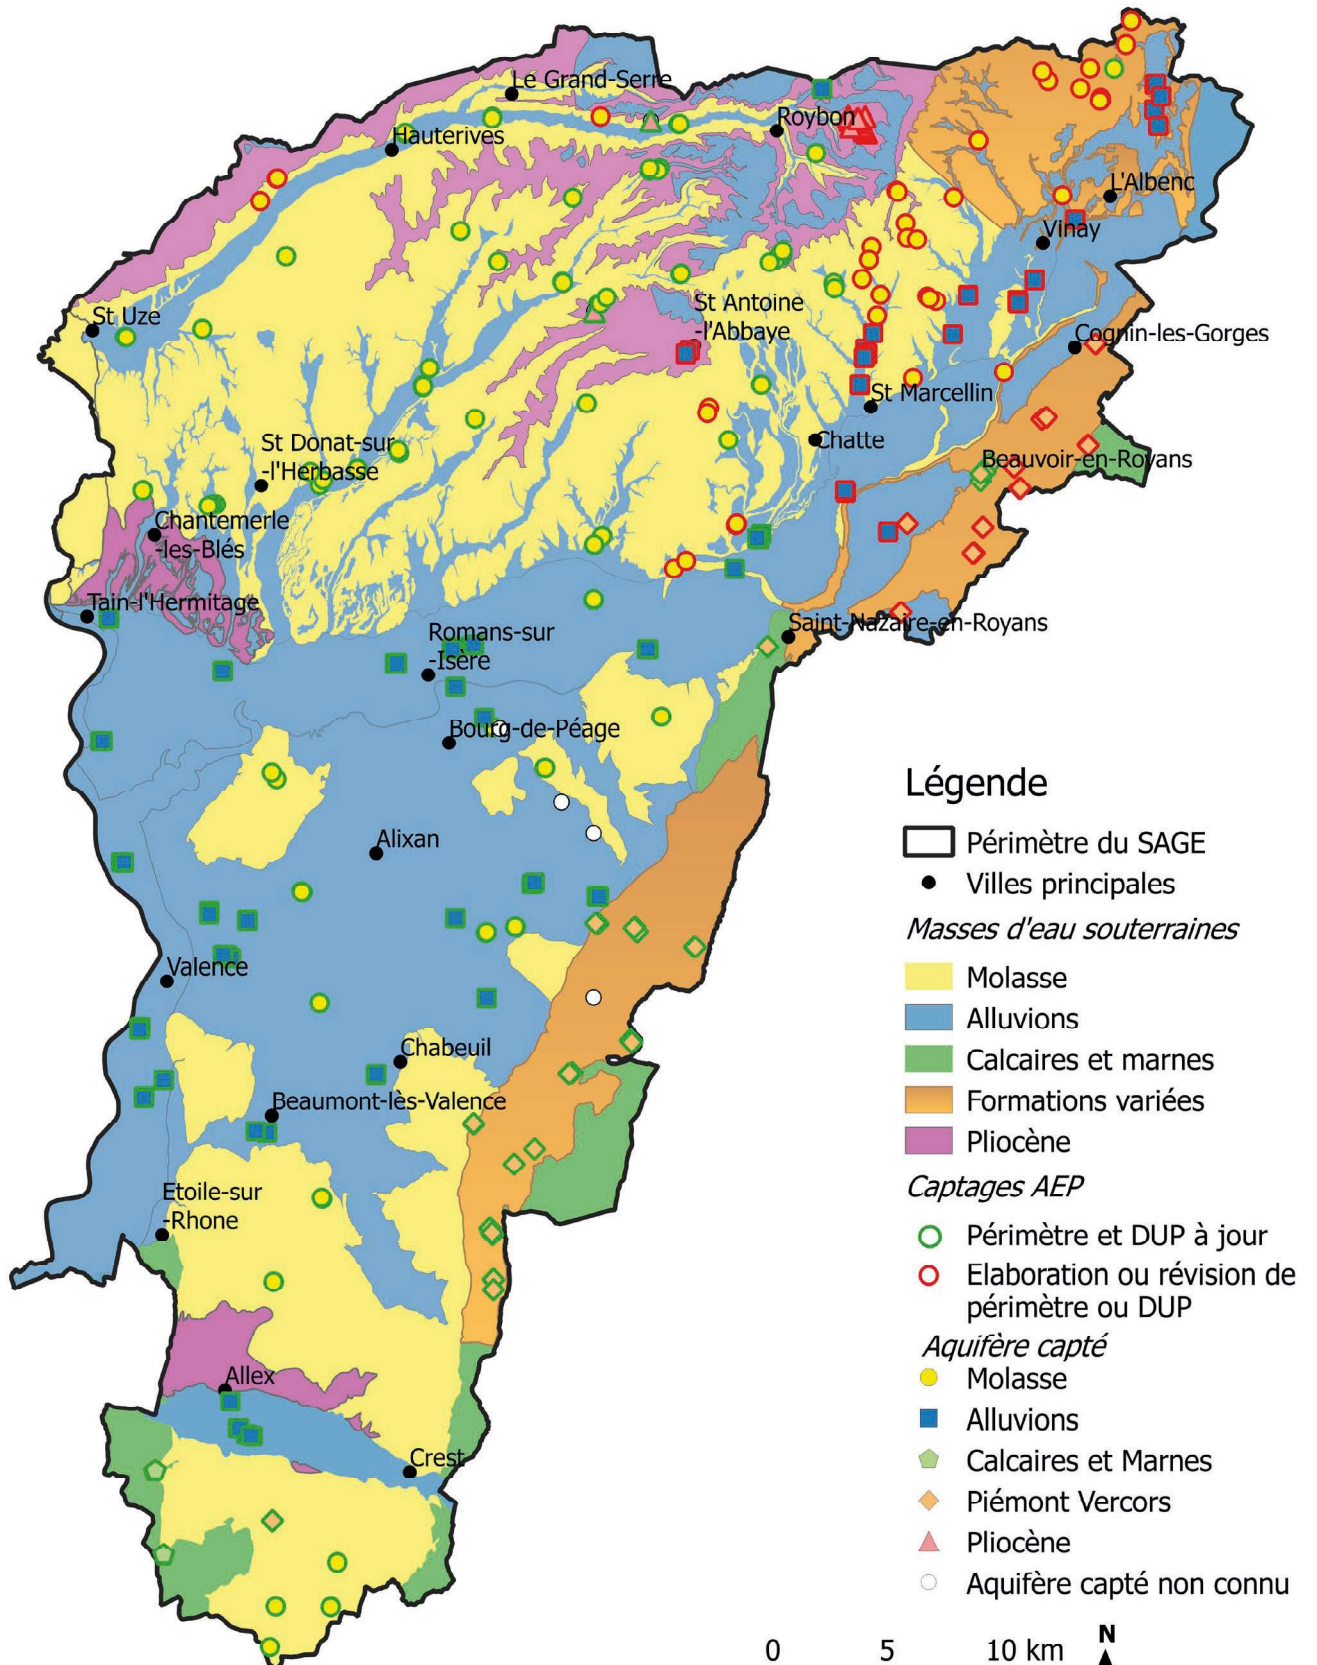 Le Grand-Serre
Roybon
Hauterives
L'Albenc
Vinay
St Antoine
-l'Abbaye
St Uze
Cognin-les-Gorges
St Marcellin
St Donat-sur
-l'Herbasse
Chatte
Beauvoir-en-Royans
Chantemerle
-les-Blés
Tain-l'Hermitage
Saint-Nazaire-en-Royans
Romans-sur
-Isère
Bourg-de-Péage
Alixan
Valence
Chabeuil
Beaumont-lès-Valence
Etoile-sur
-Rhone
Allex
Crest
Légende
Périmètre du SAGE
Villes principales
Masses d'eau souterraines
Molasse
Alluvions
Calcaires et marnes
Formations variées
Pliocène
Captages AEP
Périmètre et DUP à jour
Elaboration ou révision de
périmètre ou DUP
Aquifère capté
Molasse
Alluvions
Calcaires et Marnes
Piémont Vercors
Pliocène
Aquifère capté non connu
0 5 10 km
N